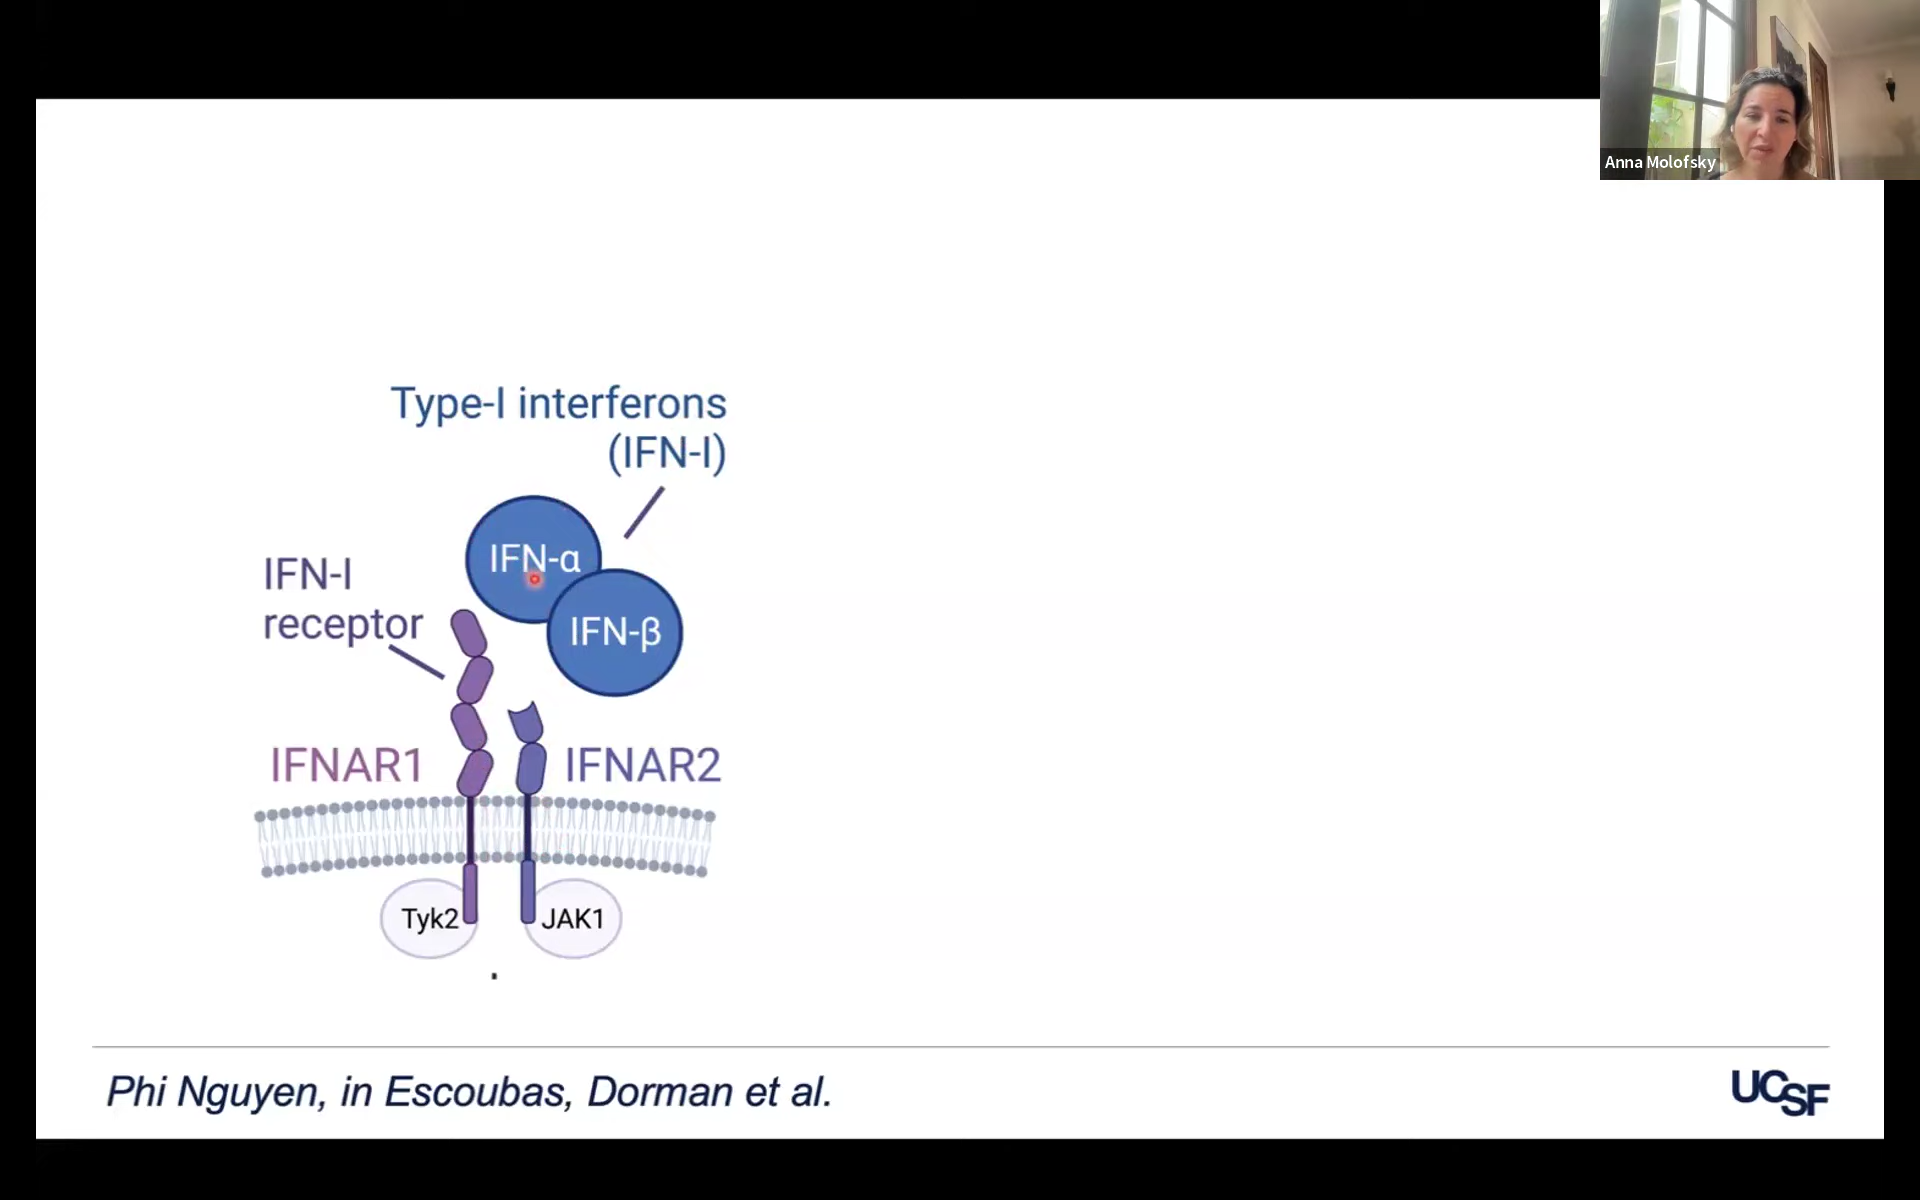 Anna Molofsky
Type-I interferons
(IFN-I)
IFN-α
IFN-I
receptor
IFN-β
IFNAR1
IFNAR2
Tyk2
JAK1
.
Phi Nguyen, in Escoubas, Dorman et al.
UCSF